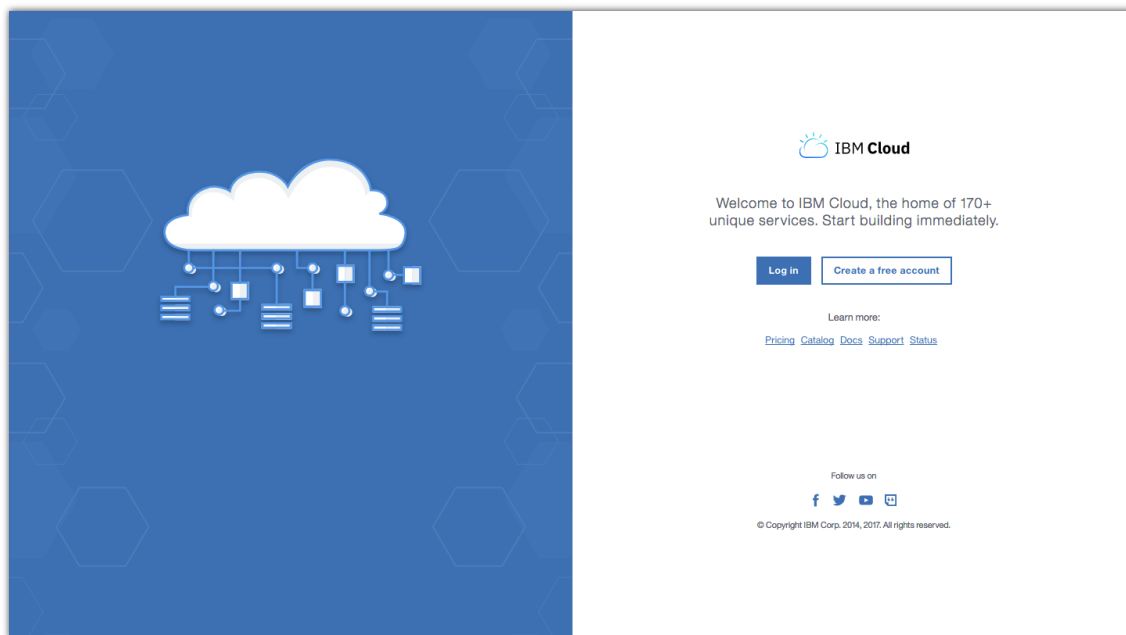 IBM Cloud
Welcome to IBM Cloud, the home of 170+
unique services. Start building immediately.
Log in Create a free account
Learn more:
Pricing Catalog Docs Support Status
Follow us on
© Copyright IBM Corp. 2014, 2017. All rights reserved.